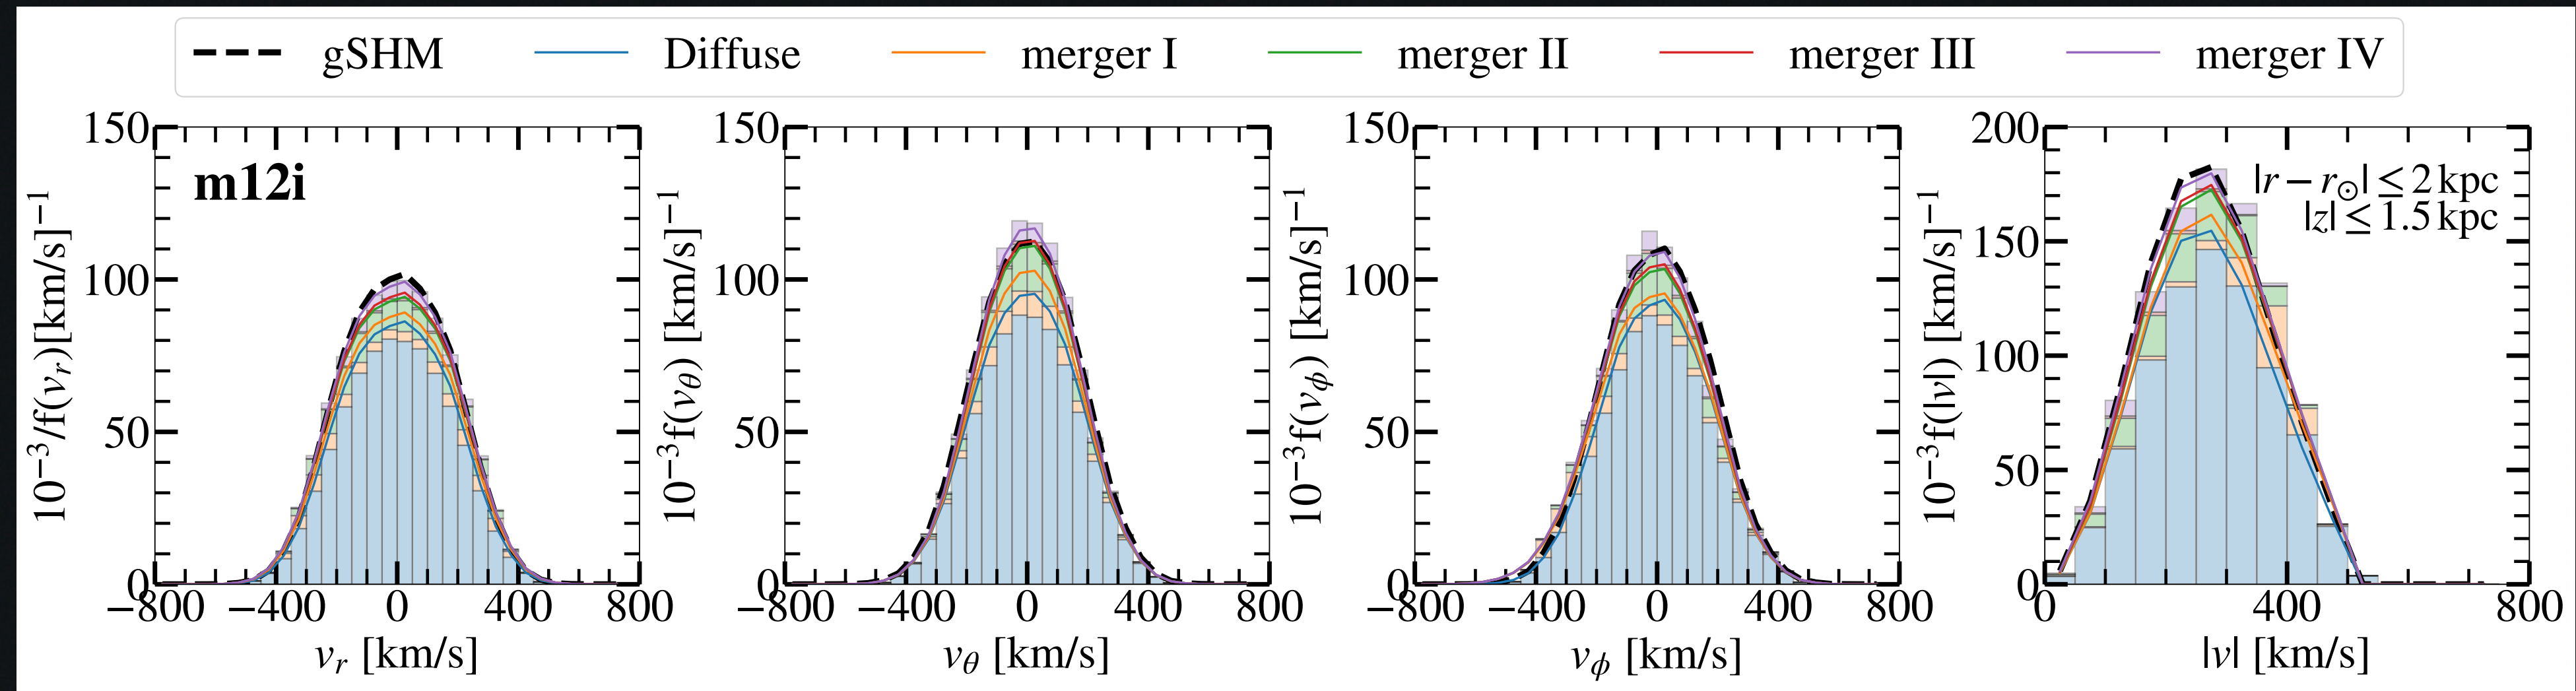 gSHM Diffuse merger I merger II merger III merger IV
m12i
10⁻³/f(v_r)[km/s]⁻¹
150
100
50
0
−800 −400 0 400 800
v_r [km/s]
10⁻³f(v_θ) [km/s]⁻¹
150
100
50
0
−800 −400 0 400 800
v_θ [km/s]
10⁻³f(v_ϕ) [km/s]⁻¹
150
100
50
0
−800 −400 0 400 800
v_ϕ [km/s]
|r − r_⊙| ≤ 2 kpc
|z| ≤ 1.5 kpc
10⁻³f(|v|) [km/s]⁻¹
200
150
100
50
0
0 400 800
|v| [km/s]